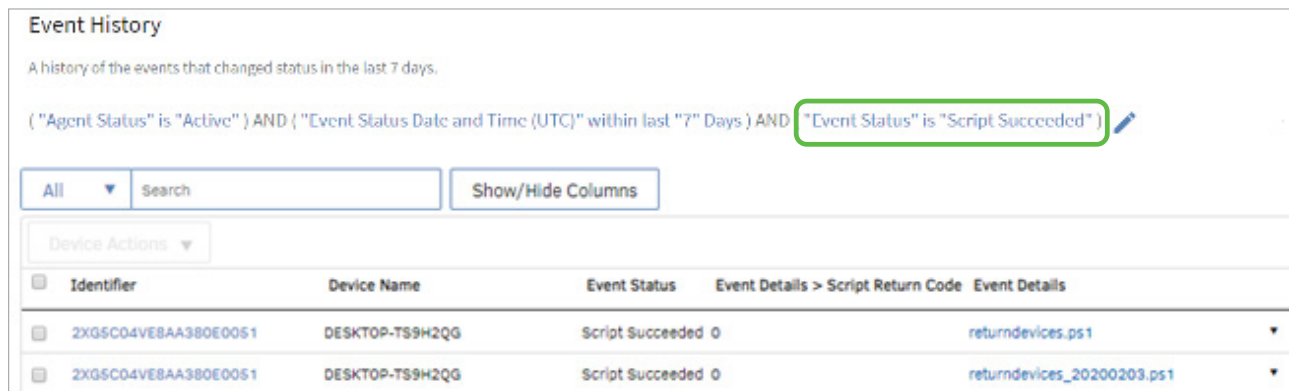 Event History
A history of the events that changed status in the last 7 days.
( "Agent Status" is "Active" ) AND ( "Event Status Date and Time (UTC)" within last "7" Days ) AND ( "Event Status" is "Script Succeeded" )
All ▼ Search Show/Hide Columns
Device Actions ▼
Identifier Device Name Event Status Event Details > Script Return Code Event Details
2XG5C04VE8AA380E0051 DESKTOP-TS9H2QG Script Succeeded 0 returndevices.ps1 ▼
2XG5C04VE8AA380E0051 DESKTOP-TS9H2QG Script Succeeded 0 returndevices_20200203.ps1 ▼